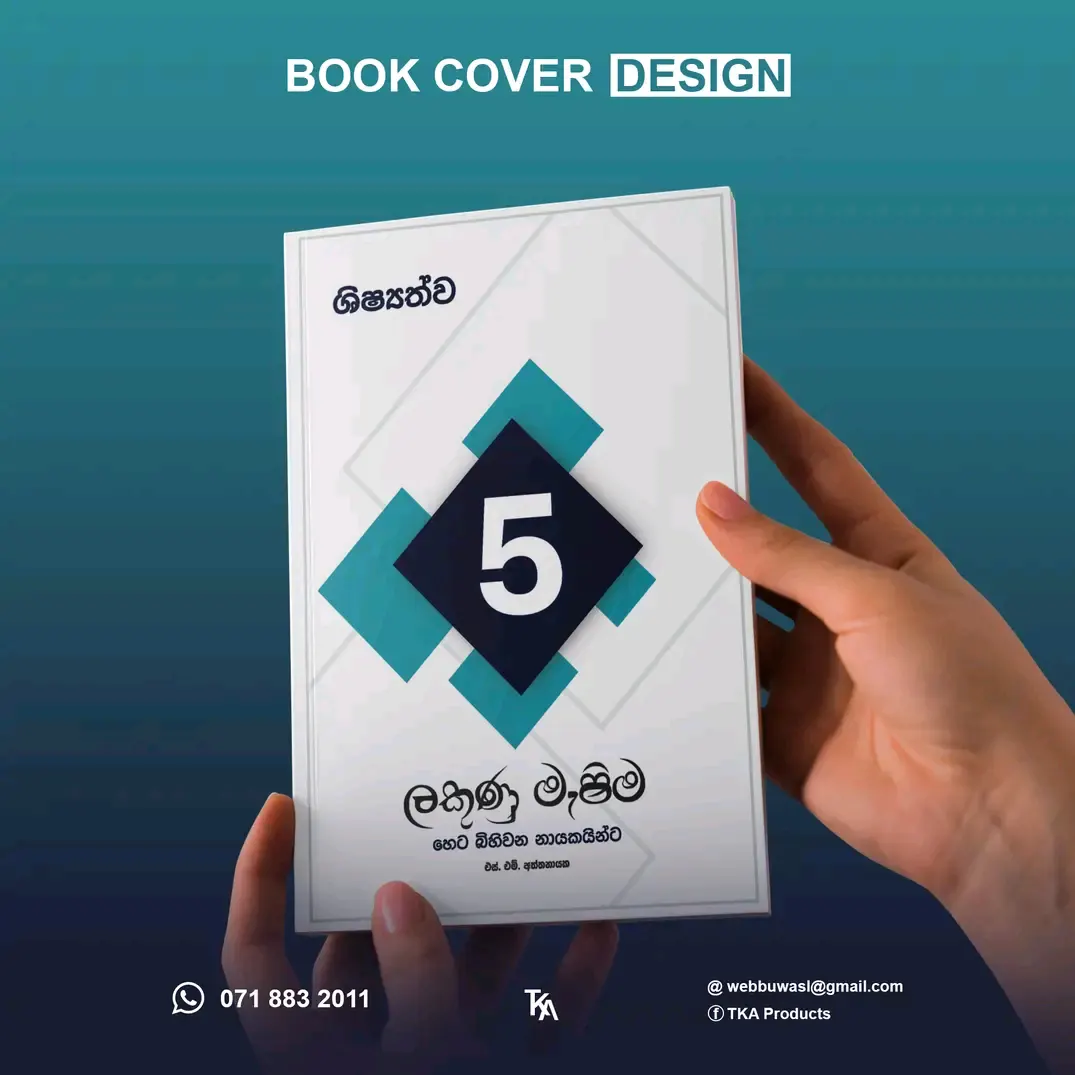 BOOK COVER DESIGN
ශිෂ්‍යත්ව
5
ලකුණු මැෂිම
හෙට බිහිවන නායකයින්ට
එස්. එම්. අත්තනායක
071 883 2011
TKA
@ webbuwasl@gmail.com
TKA Products